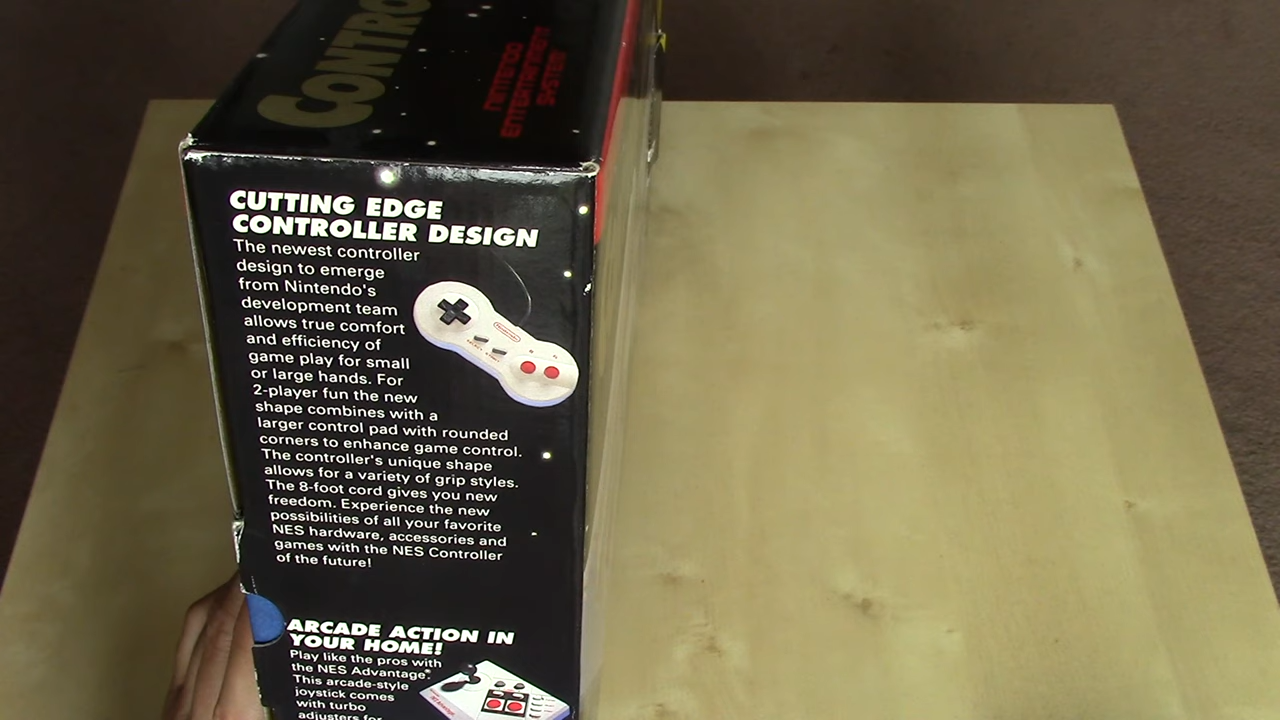 CONTRO
NINTENDO
ENTERTAINMENT
SYSTEM
CUTTING EDGE
CONTROLLER DESIGN
The newest controller
design to emerge
from Nintendo's
development team
allows true comfort
and efficiency of
game play for small
or large hands. For
2-player fun the new
shape combines with a
larger control pad with rounded
corners to enhance game control.
The controller's unique shape
allows for a variety of grip styles.
The 8-foot cord gives you new
freedom. Experience the new
possibilities of all your favorite
NES hardware, accessories and
games with the NES Controller
of the future!
Nintendo
SELECT START
ARCADE ACTION IN
YOUR HOME!
Play like the pros with
the NES Advantage.
This arcade-style
joystick comes
with turbo
adjusters for